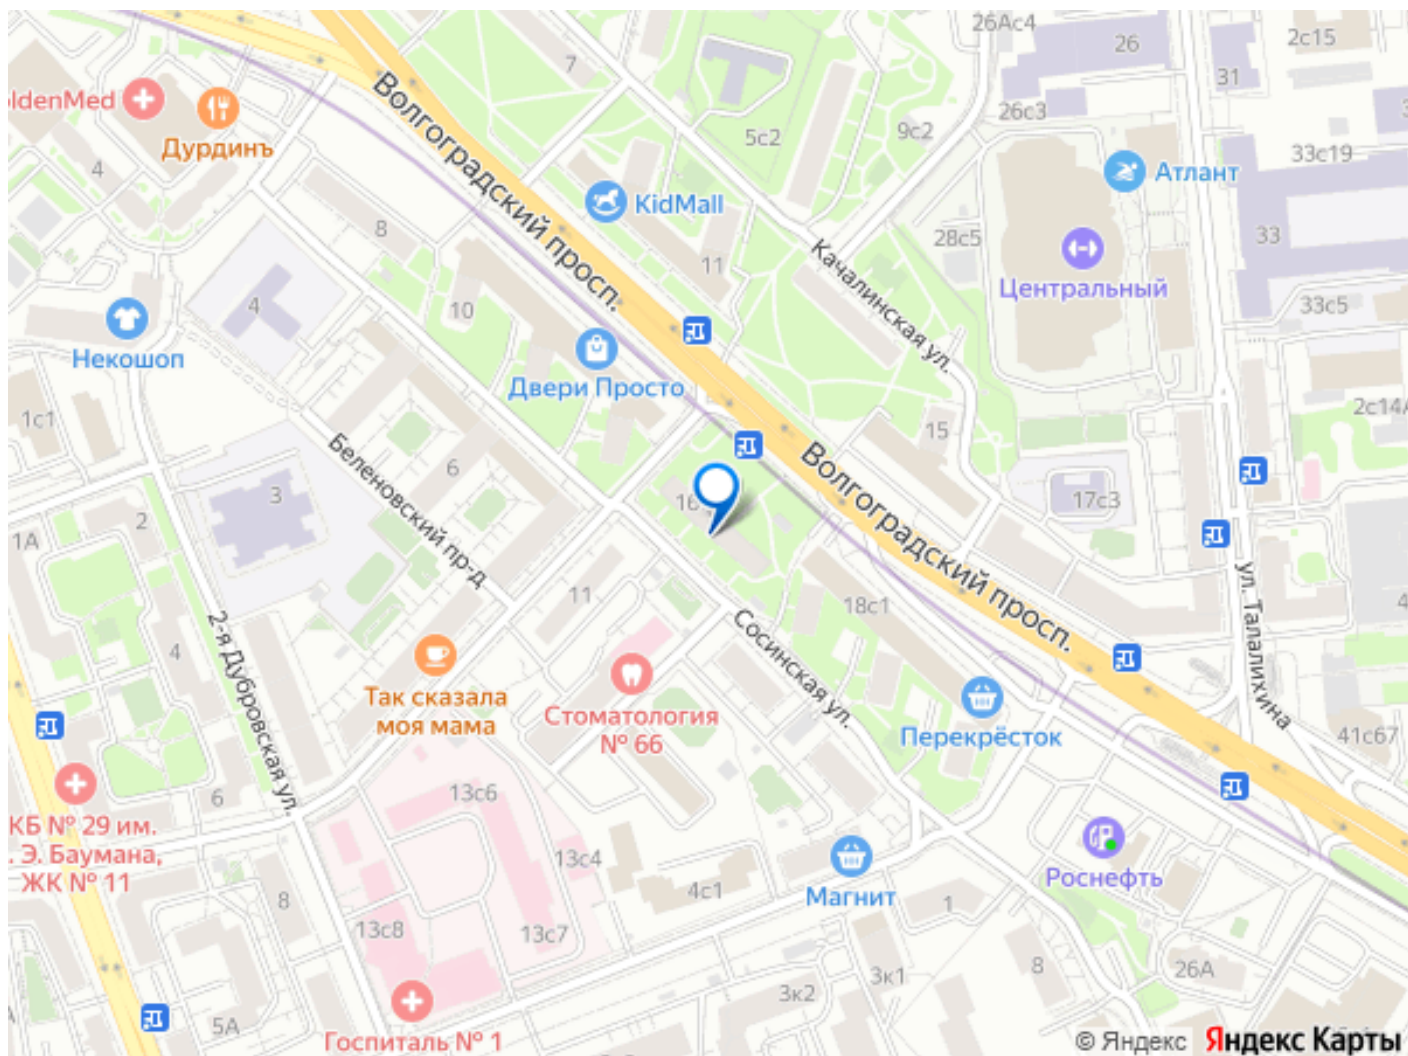 26Ас4
26
2с15
7
31
oldenMed
26с3
Дурдинъ
Волгоградский просп.
5с2
9с2
33с19
4
Атлант
KidMall
8
28с5
33
11
Качалинская ул.
Центральный
4
10
33с5
Некошоп
Двери Просто
1с1
2с14А
15
Беленовский пр-д
6
Волгоградский просп.
3
16
17с3
2
1А
ул. Талалихина
11
18с1
4
2-я Дубровская ул.
Сосинская ул.
Так сказала
моя мама
Стоматология
№ 66
Перекрёсток
41с67
6
13с6
КБ № 29 им.
. Э. Баумана,
ЖК № 11
13с4
Роснефть
4с1
Магнит
8
1
13с8
13с7
3к1
8
26А
3к2
5А
Госпиталь № 1
© Яндекс
Яндекс Карты